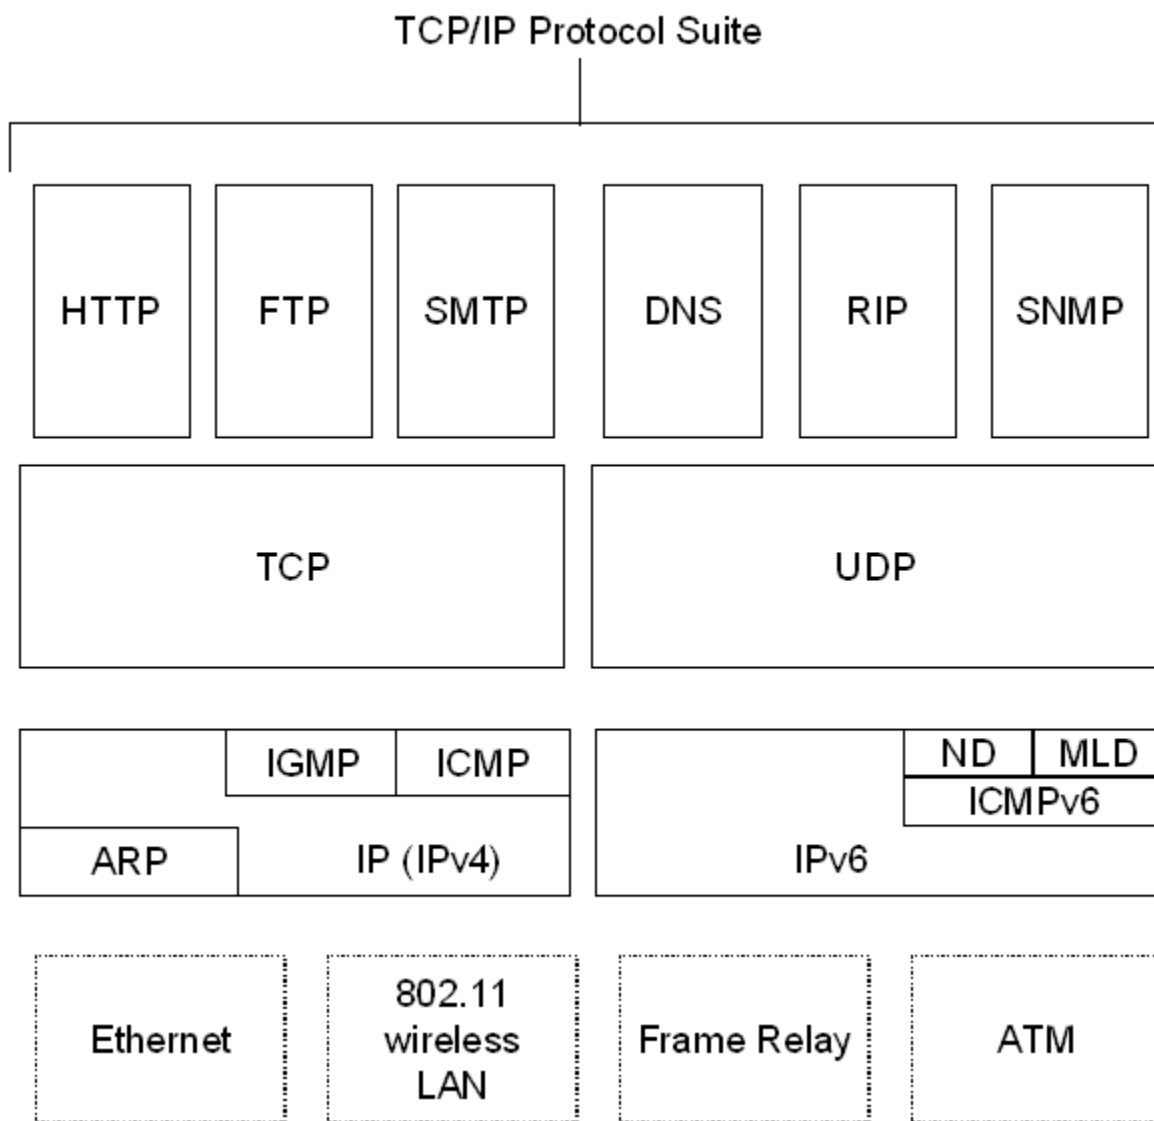 TCP/IP Protocol Suite
HTTP
FTP
SMTP
DNS
RIP
SNMP
TCP
UDP
IGMP
ICMP
ARP
IP (IPv4)
ND
MLD
ICMPv6
IPv6
Ethernet
802.11
wireless
LAN
Frame Relay
ATM